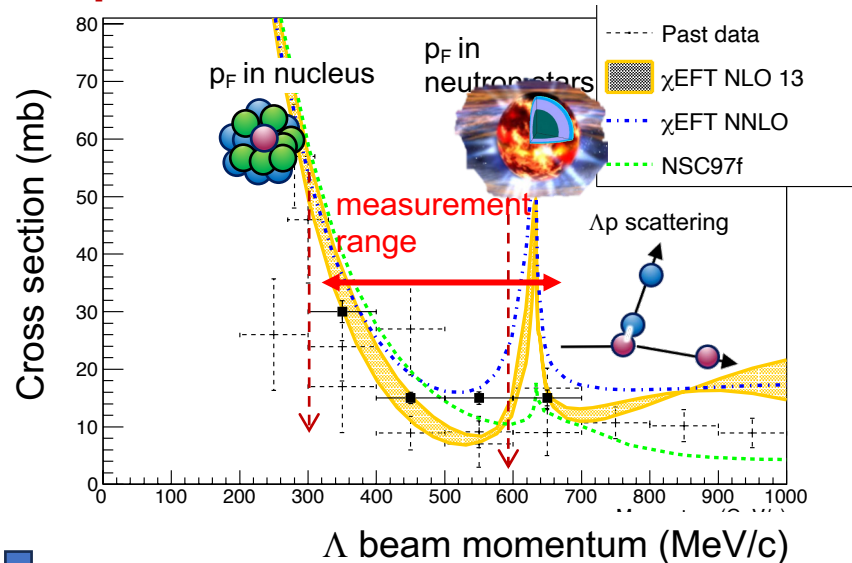 80
70
60
50
40
30
20
10
0
Cross section (mb)
p_F in nucleus
p_F in
neutron stars
measurement
range
Past data
χEFT NLO 13
χEFT NNLO
NSC97f
Λp scattering
0 100 200 300 400 500 600 700 800 900 1000
Λ beam momentum (MeV/c)